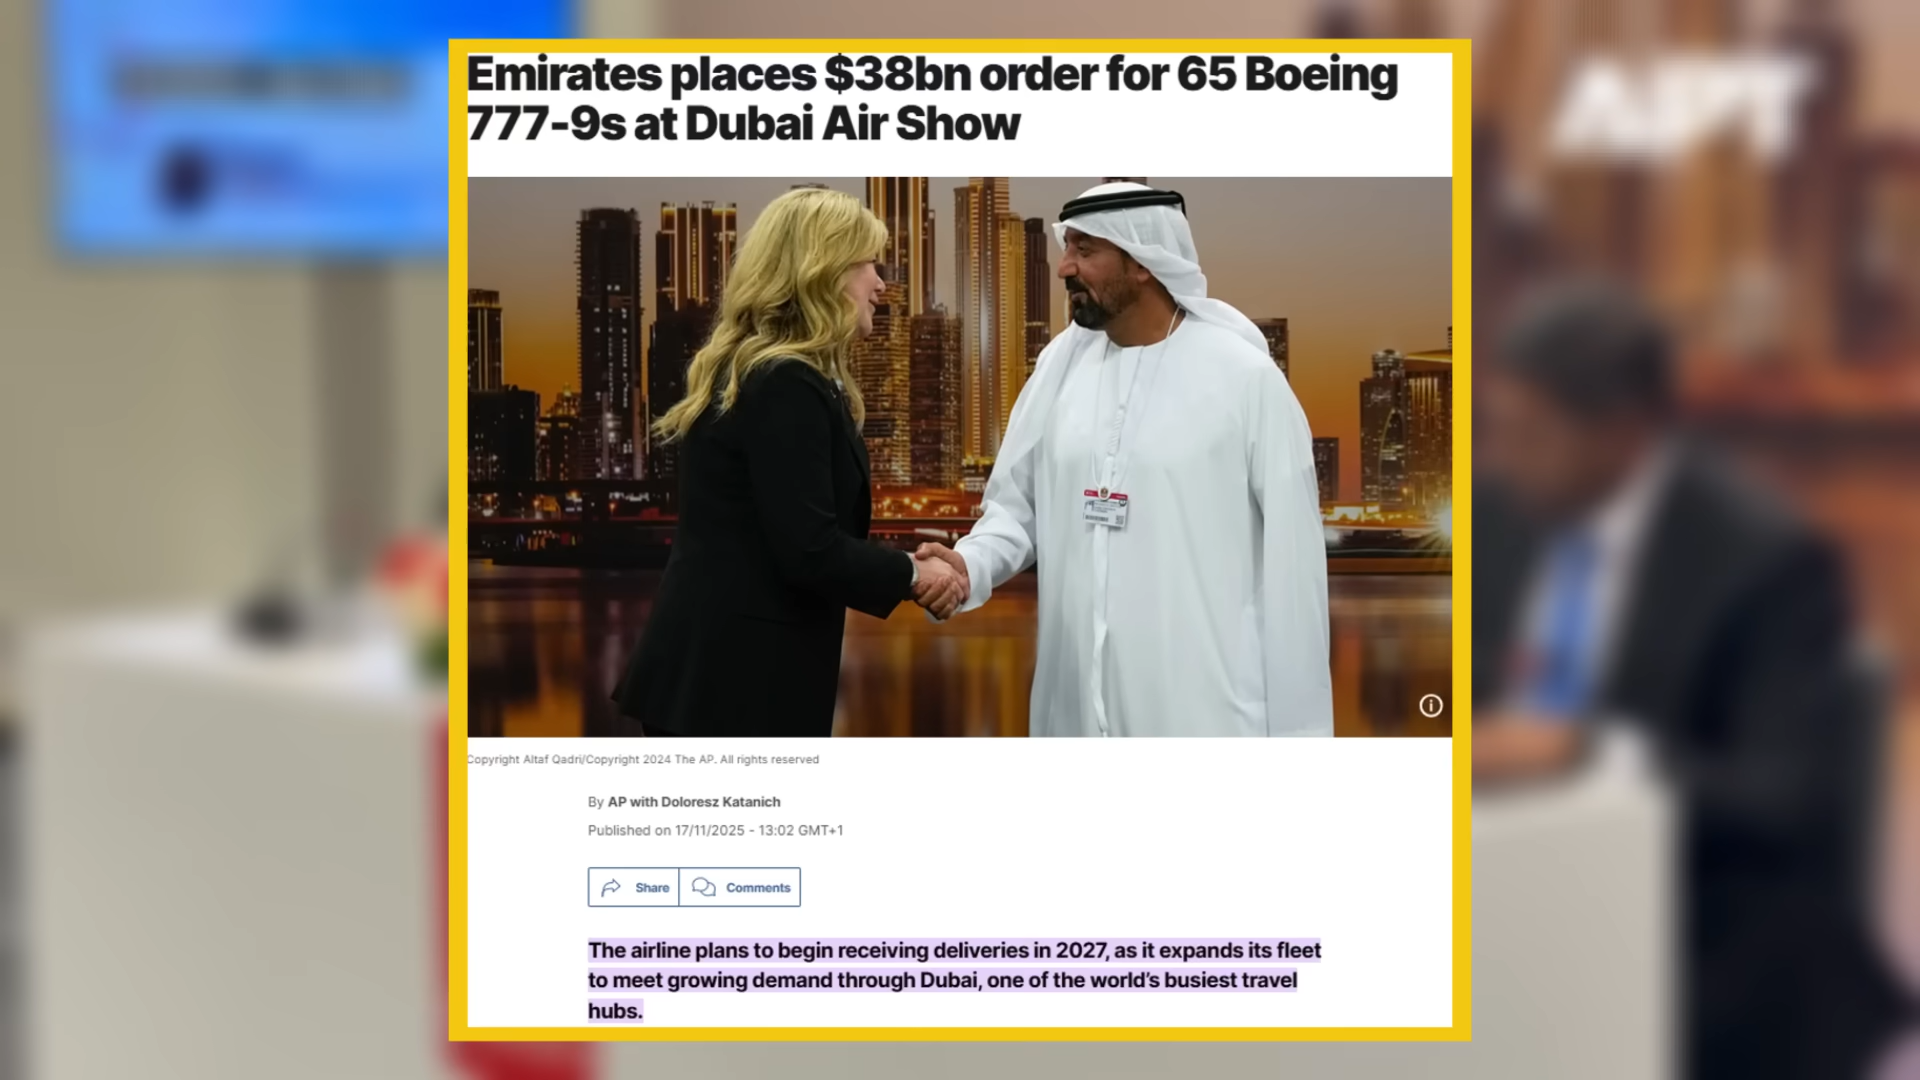 Emirates places $38bn order for 65 Boeing
777-9s at Dubai Air Show
Copyright Altaf Qadri/Copyright 2024 The AP. All rights reserved
By AP with Doloresz Katanich
Published on 17/11/2025 - 13:02 GMT+1
Share
Comments
The airline plans to begin receiving deliveries in 2027, as it expands its fleet
to meet growing demand through Dubai, one of the world’s busiest travel
hubs.